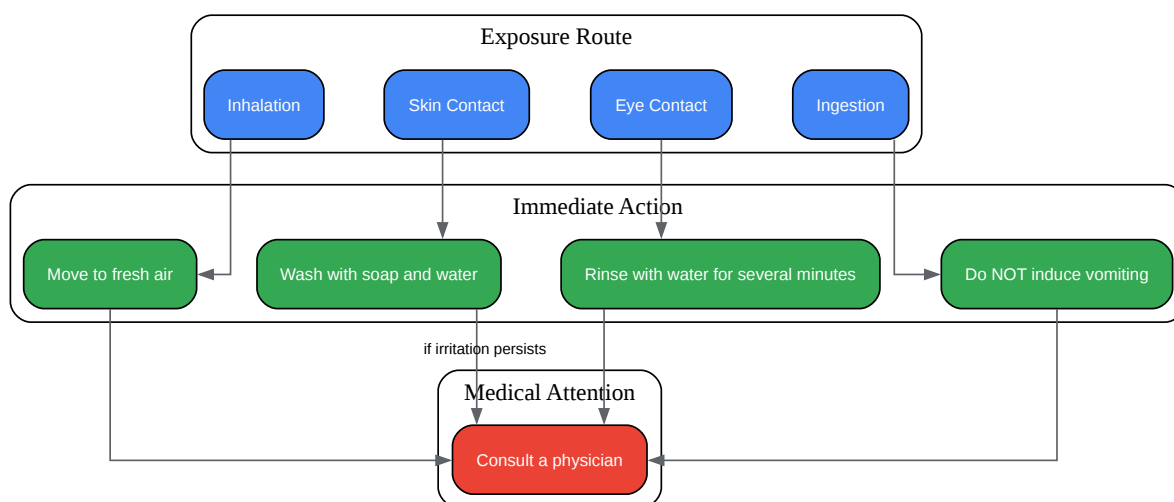 Exposure Route
Inhalation
Skin Contact
Eye Contact
Ingestion
Immediate Action
Move to fresh air
Wash with soap and water
Rinse with water for several minutes
Do NOT induce vomiting
if irritation persists
Medical Attention
Consult a physician